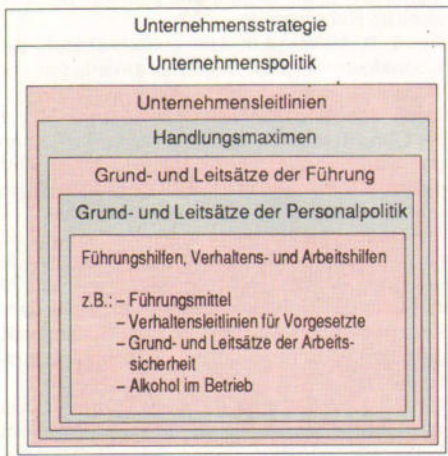 Unternehmensstrategie
Unternehmenspolitik
Unternehmensleitlinien
Handlungsmaximen
Grund- und Leitsätze der Führung
Grund- und Leitsätze der Personalpolitik
Führungshilfen, Verhaltens- und Arbeitshilfen
z.B.: – Führungsmittel
– Verhaltensleitlinien für Vorgesetzte
– Grund- und Leitsätze der Arbeits-
sicherheit
– Alkohol im Betrieb